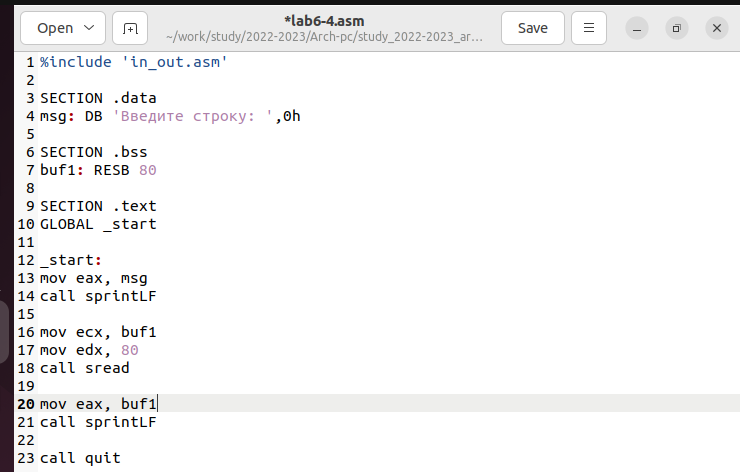 Open
*lab6-4.asm
~/work/study/2022-2023/Arch-pc/study_2022-2023_ar...
Save
1 %include 'in_out.asm'
2
3 SECTION .data
4 msg: DB 'Введите строку: ',0h
5
6 SECTION .bss
7 buf1: RESB 80
8
9 SECTION .text
10 GLOBAL _start
11
12 _start:
13 mov eax, msg
14 call sprintLF
15
16 mov ecx, buf1
17 mov edx, 80
18 call sread
19
20 mov eax, buf1
21 call sprintLF
22
23 call quit